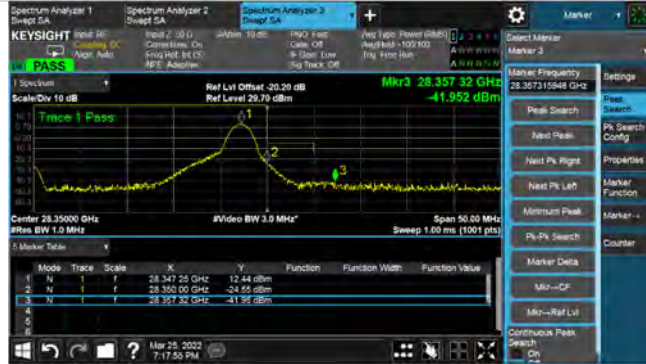 Spectrum Analyzer 1
Swept SA
Spectrum Analyzer 2
Swept SA
Spectrum Analyzer 3
Swept SA
+
Marker
KEYSIGHT
Input: RF
Coupling: DC
Align: Auto
Corrections: On
Freq Ref: Int (S)
NFE: Adaptive
PNO: Fast
Gate: Off
IF Gain: Low
Sig Track: Off
Avg Type: Power (RMS)
Avg|Hold: >100/100
Trig: Free Run
PASS
Select Marker
Marker 3
Marker Frequency
28.357315948 GHz
Settings
Peak Search
Pk Search Config
Properties
Marker Function
Marker→
Counter
1 Spectrum
Scale/Div 10 dB
Ref Lvl Offset -20.20 dB
Ref Level 29.70 dBm
Mkr3 28.357 32 GHz
-41.952 dBm
Trace 1 Pass
1
2
3
Center 28.35000 GHz
#Res BW 1.0 MHz
#Video BW 3.0 MHz*
Span 50.00 MHz
Sweep 1.00 ms (1001 pts)
Peak Search
Next Peak
Next Pk Right
Next Pk Left
Minimum Peak
Pk-Pk Search
Marker Delta
Mkr→CF
Mkr→Ref Lvl
Continuous Peak Search
On
5 Marker Table
Mode Trace Scale X Y Function Function Width Function Value
1 N 1 f 28.347 25 GHz 12.44 dBm
2 N 1 f 28.350 00 GHz -24.55 dBm
3 N 1 f 28.357 32 GHz -41.95 dBm
4
5
6
Mar 25, 2022
7:17:55 PM